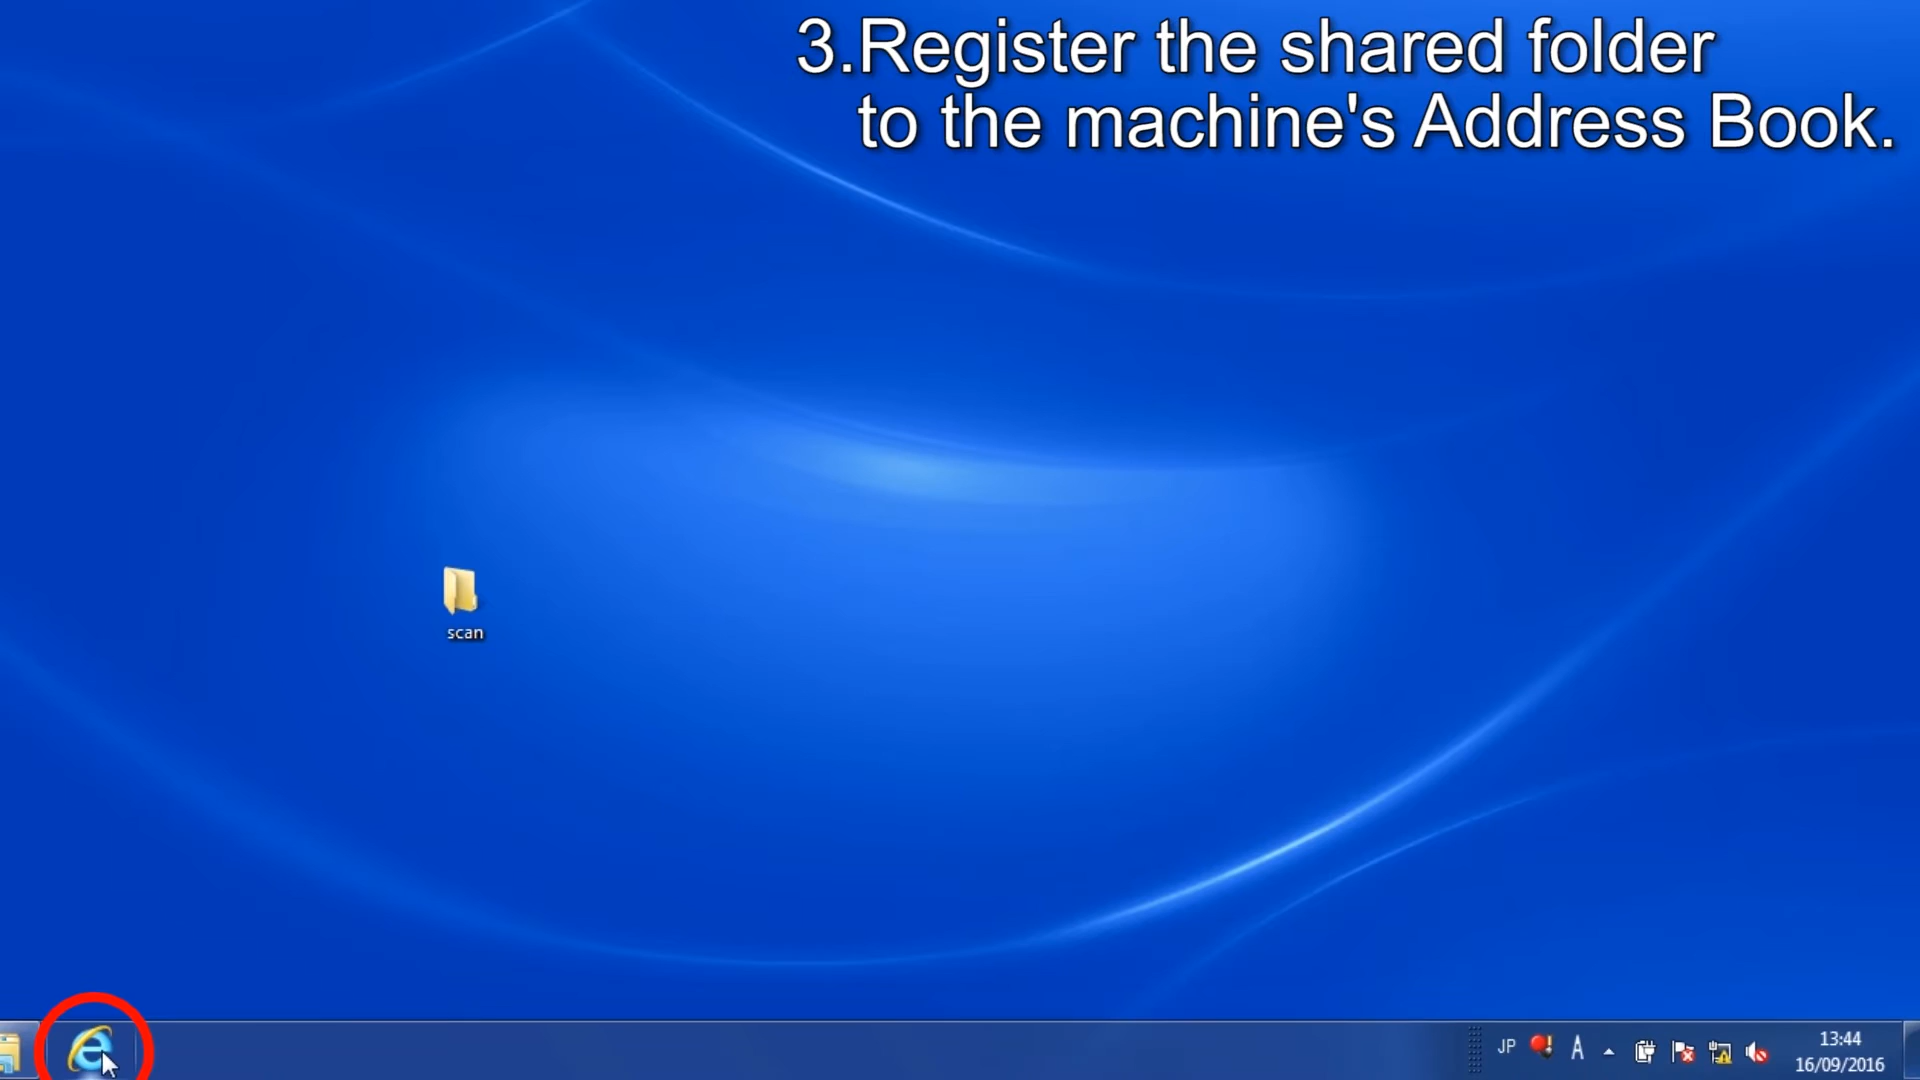 3.Register the shared folder
to the machine's Address Book.
scan
JP
A
13:44
16/09/2016